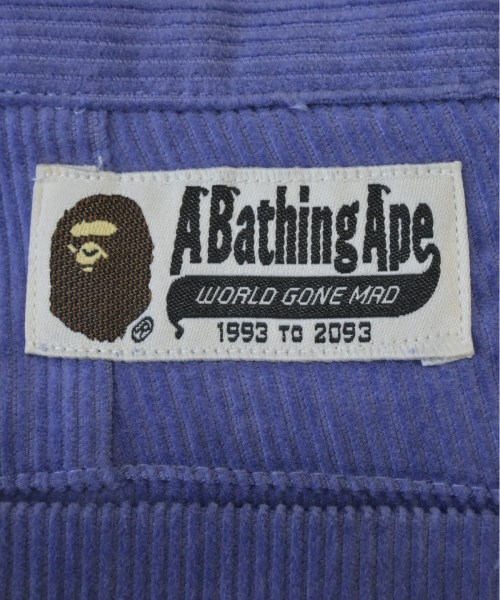 A Bathing Ape
WORLD GONE MAD
1993 TO 2093
®